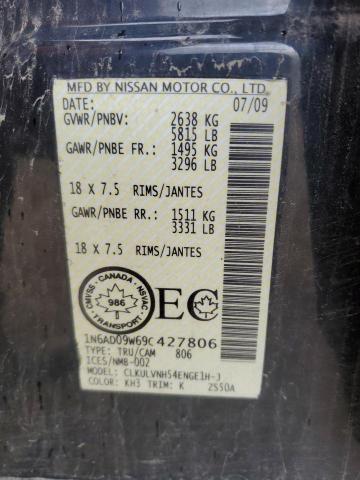 MFD BY NISSAN MOTOR CO., LTD.
DATE: 07/09
GVWR/PNBV: 2638 KG
5815 LB
GAWR/PNBE FR.: 1495 KG
3296 LB
18 X 7.5 RIMS/JANTES
GAWR/PNBE RR.: 1511 KG
3331 LB
18 X 7.5 RIMS/JANTES
CANADA
CMVSS NSVAC
986
TRANSPORT
EC
1N6AD09W69C427806
TYPE: TRU/CAM 806
ICES/NMB-002
MODEL: CLKULVNH54ENGE1H-J
COLOR: KH3 TRIM: K 2S50A